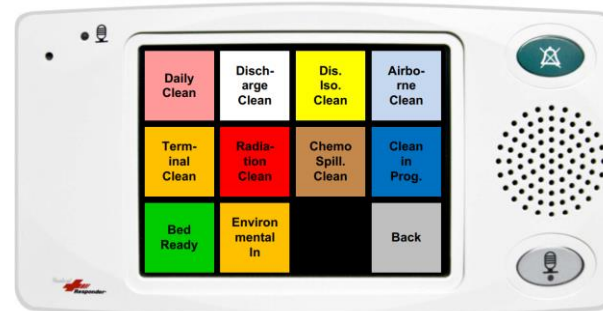 Daily
Clean
Disch-
arge
Clean
Dis.
Iso.
Clean
Airbo-
rne
Clean
Term-
inal
Clean
Radia-
tion
Clean
Chemo
Spill.
Clean
Clean
in
Prog.
Bed
Ready
Environ
mental
In
Back
Responder